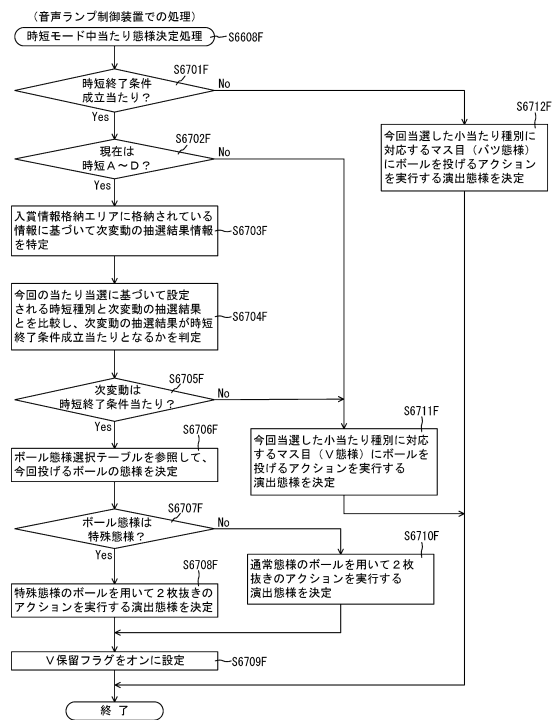 (音声ランプ制御装置での処理)
時短モード中当たり態様決定処理
S6608F
時短終了条件
成立当たり?
S6701F
Yes
No
現在は
時短A~D?
S6702F
Yes
No
入賞情報格納エリアに格納されている
情報に基づいて次変動の抽選結果情報
を特定
S6703F
今回の当たり当選に基づいて設定
される時短種別と次変動の抽選結果
とを比較し、次変動の抽選結果が時短
終了条件成立当たりとなるかを判定
S6704F
次変動は
時短終了条件当たり?
S6705F
Yes
No
ボール態様選択テーブルを参照して、
今回投げるボールの態様を決定
S6706F
ボール態様は
特殊態様?
S6707F
Yes
No
特殊態様のボールを用いて2枚抜きの
アクションを実行する演出態様を決定
S6708F
V保留フラグをオンに設定
S6709F
通常態様のボールを用いて2枚
抜きのアクションを実行する
演出態様を決定
S6710F
今回当選した小当たり種別に対応
するマス目(V態様)にボールを
投げるアクションを実行する
演出態様を決定
S6711F
今回当選した小当たり種別に
対応するマス目(バツ態様)
にボールを投げるアクション
を実行する演出態様を決定
S6712F
終了